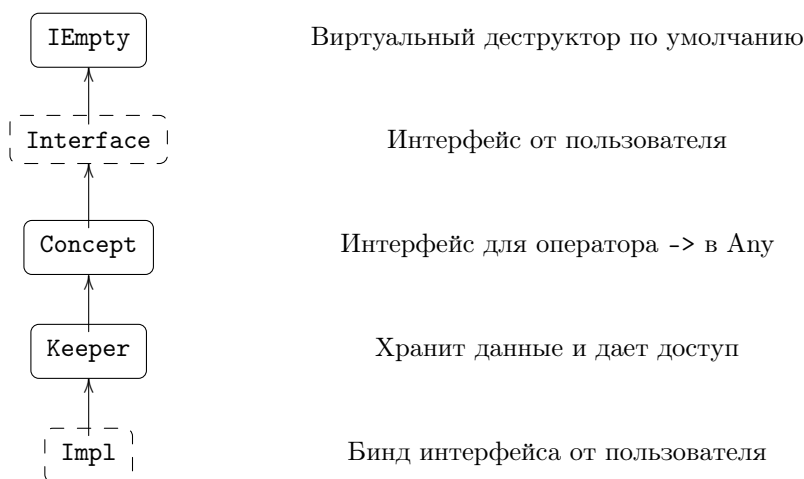 IEmpty Виртуальный деструктор по умолчанию
Interface Интерфейс от пользователя
Concept Интерфейс для оператора -> в Any
Keeper Хранит данные и дает доступ
Impl Бинд интерфейса от пользователя